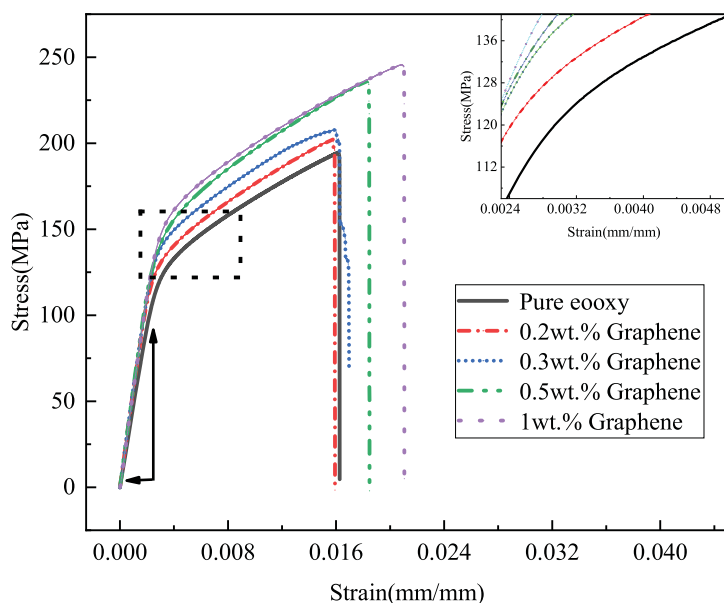 250
200
150
100
50
0
Stress(MPa)
0.000 0.008 0.016 0.024 0.032 0.040
Strain(mm/mm)
136
128
120
112
Stress(MPa)
0.0024 0.0032 0.0040 0.0048
Strain(mm/mm)
Pure eooxy
0.2wt.% Graphene
0.3wt.% Graphene
0.5wt.% Graphene
1wt.% Graphene